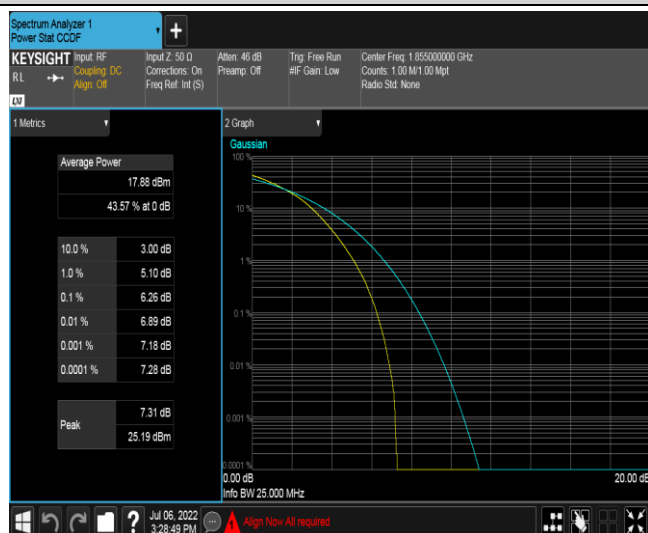 Spectrum Analyzer 1
Power Stat CCDF
+
KEYSIGHT
RL
LXI
Input: RF
Coupling: DC
Align: Off
Input Z: 50 Ω
Corrections: On
Freq Ref: Int (S)
Atten: 46 dB
Preamp: Off
Trig: Free Run
#IF Gain: Low
Center Freq: 1.855000000 GHz
Counts: 1.00 M/1.00 Mpt
Radio Std: None
1 Metrics
Average Power
17.88 dBm
43.57 % at 0 dB
10.0 % 3.00 dB
1.0 % 5.10 dB
0.1 % 6.26 dB
0.01 % 6.89 dB
0.001 % 7.18 dB
0.0001 % 7.28 dB
Peak
7.31 dB
25.19 dBm
2 Graph
Gaussian
100 %
10 %
1 %
0.1 %
0.01 %
0.001 %
0.0001 %
0.00 dB 20.00 dB
Info BW 25.000 MHz
?
Jul 06, 2022
3:28:49 PM
Align Now All required